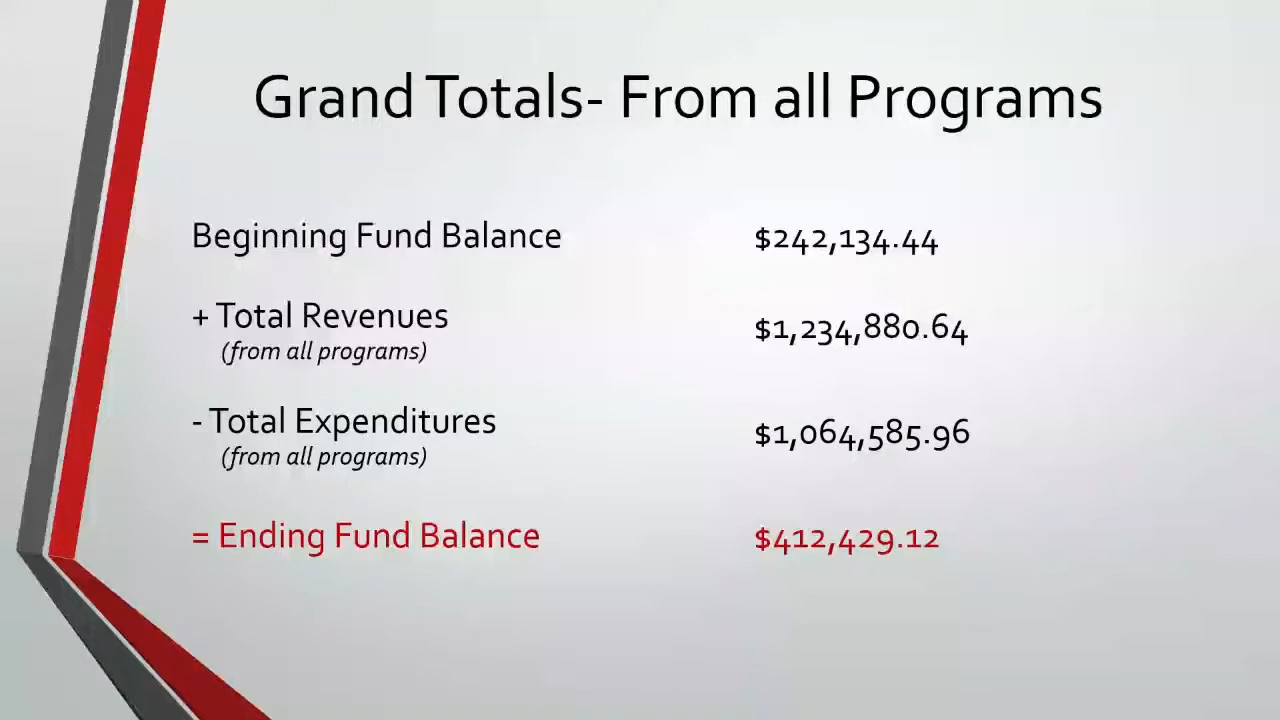 Grand Totals- From all Programs
Beginning Fund Balance $242,134.44
+ Total Revenues $1,234,880.64
(from all programs)
- Total Expenditures $1,064,585.96
(from all programs)
= Ending Fund Balance $412,429.12